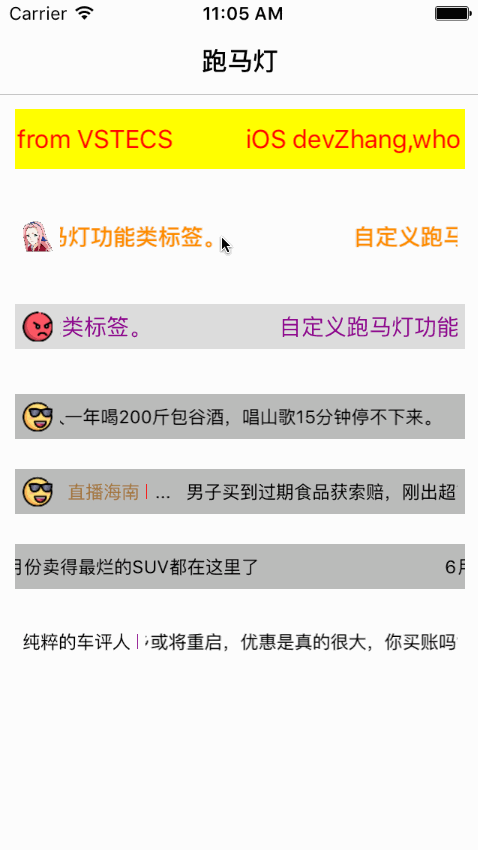 Carrier 11:05 AM
跑马灯
from VSTECS iOS devZhang,who
马灯功能类标签。 自定义跑马
类标签。 自定义跑马灯功能
一年喝200斤包谷酒，唱山歌15分钟停不下来。
直播海南 | ... 男子买到过期食品获索赔，刚出超
月份卖得最烂的SUV都在这里了 6月
纯粹的车评人 | 或将重启，优惠是真的很大，你买账吗